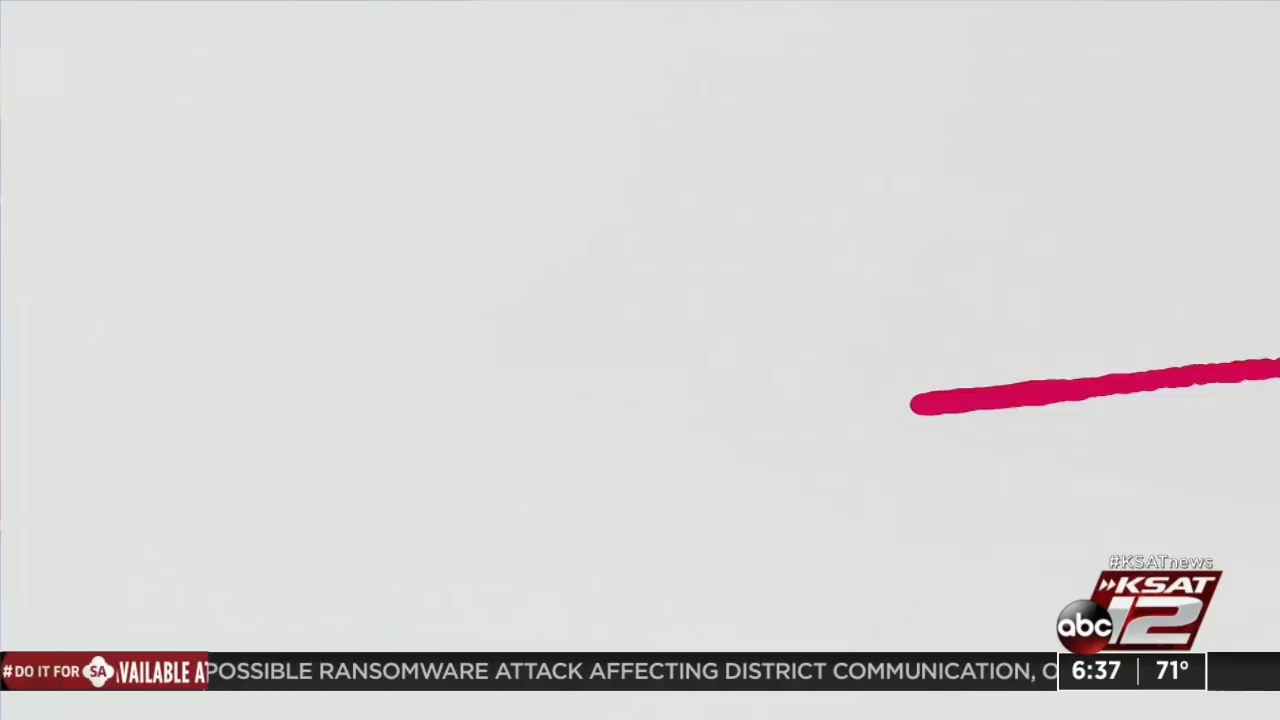 #KSATnews
KSAT
abc 12
#DO IT FOR SA VAILABLE A POSSIBLE RANSOMWARE ATTACK AFFECTING DISTRICT COMMUNICATION, 6:37 71°